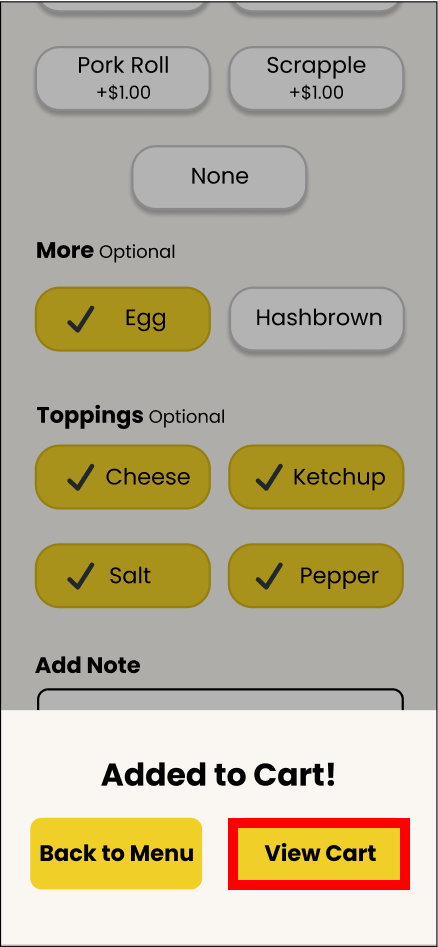 Pork Roll
+$1.00
Scrapple
+$1.00
None
More Optional
Egg
Hashbrown
Toppings Optional
Cheese
Ketchup
Salt
Pepper
Add Note
Added to Cart!
Back to Menu
View Cart